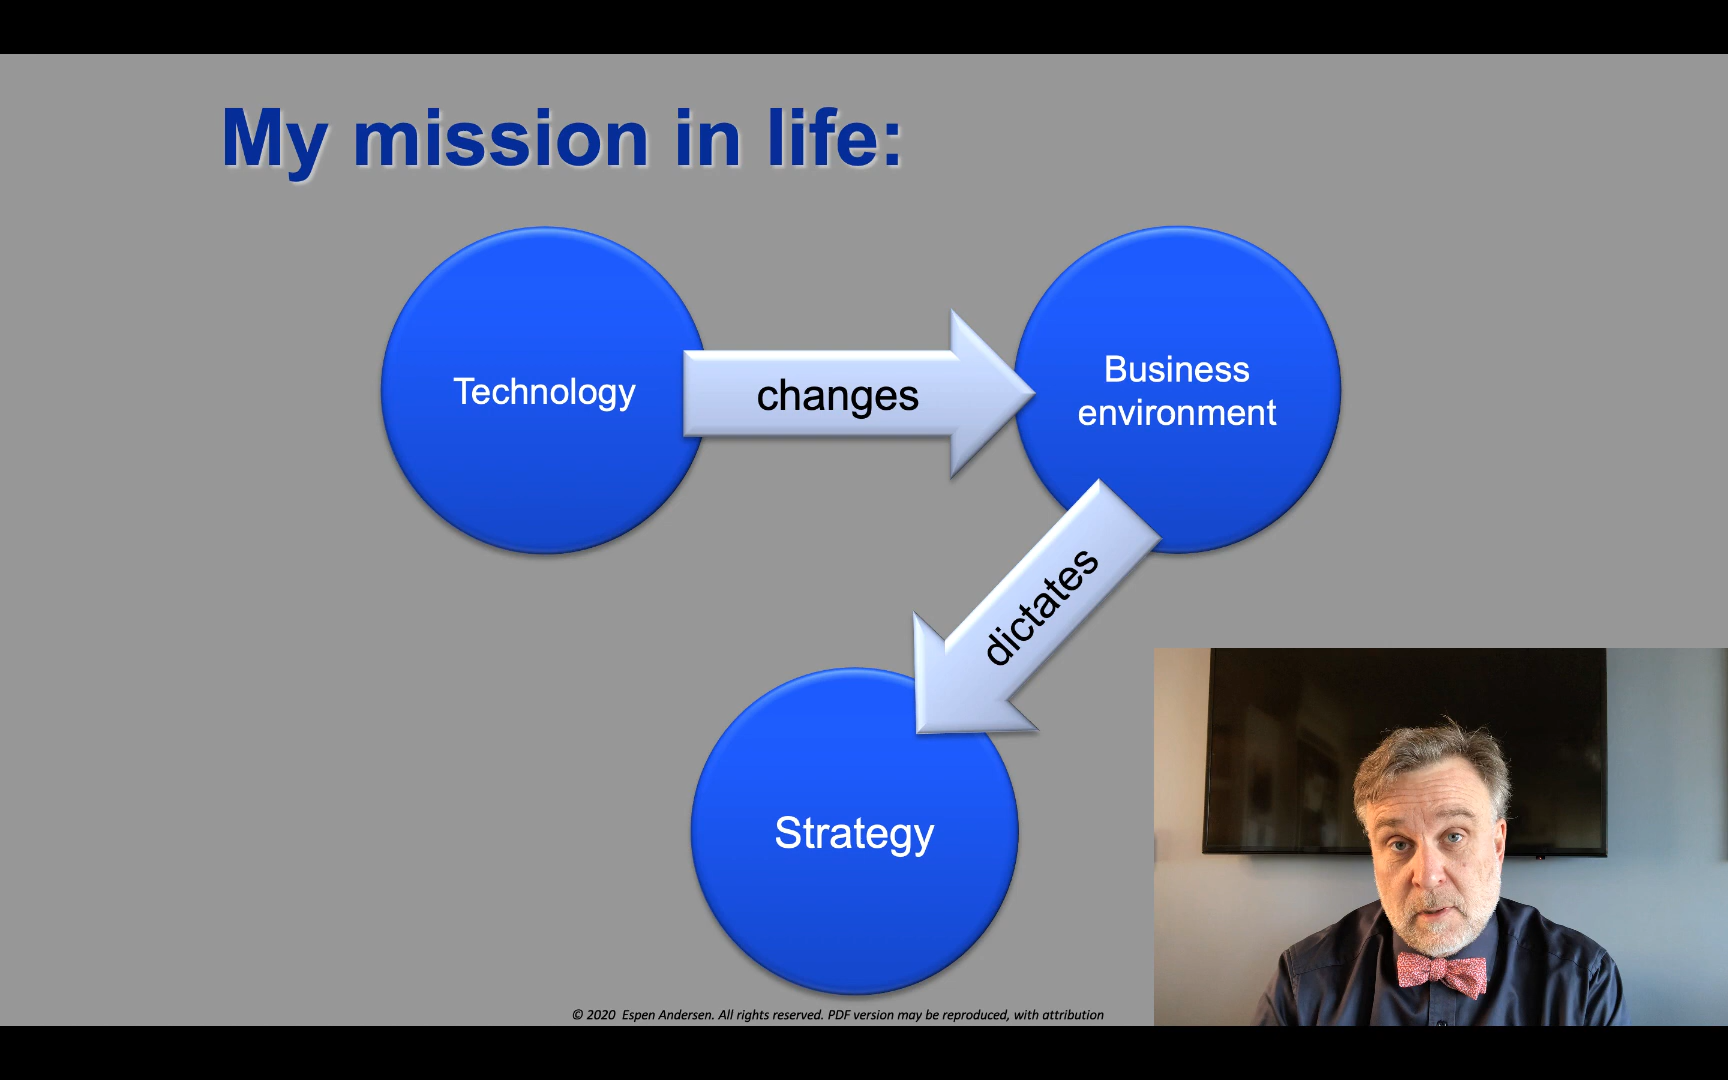 My mission in life:
Technology
changes
Business
environment
dictates
Strategy
© 2020 Espen Andersen. All rights reserved. PDF version may be reproduced, with attribution